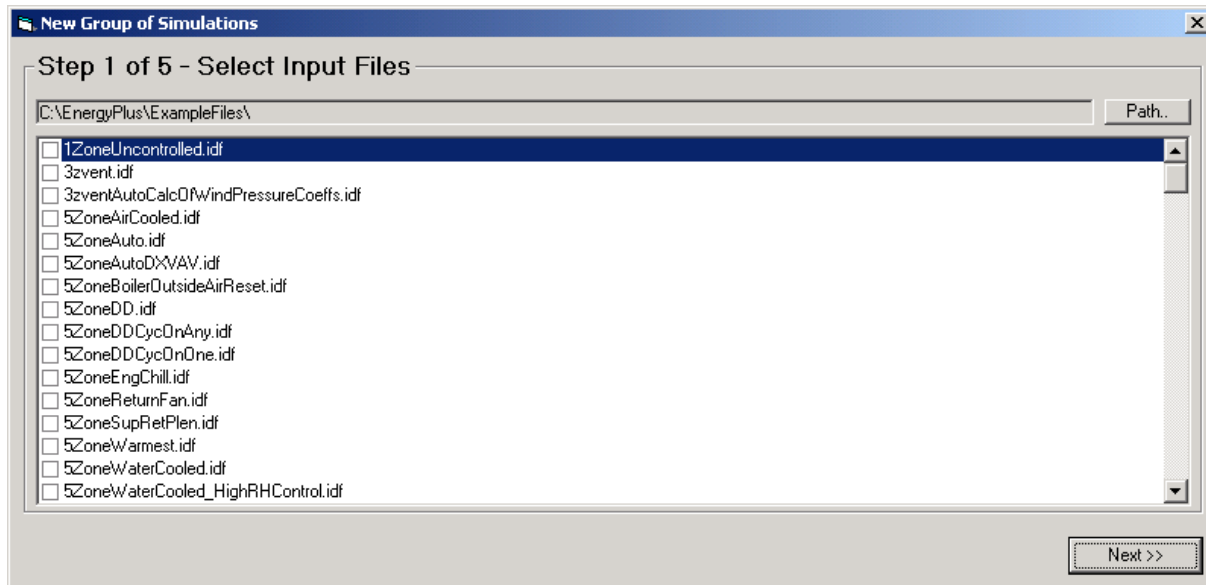 New Group of Simulations
Step 1 of 5 - Select Input Files
C:\EnergyPlus\ExampleFiles\ Path..
1ZoneUncontrolled.idf
3zvent.idf
3zventAutoCalcOfWindPressureCoeffs.idf
5ZoneAirCooled.idf
5ZoneAuto.idf
5ZoneAutoDXVAV.idf
5ZoneBoilerOutsideAirReset.idf
5ZoneDD.idf
5ZoneDDCycOnAny.idf
5ZoneDDCycOnOne.idf
5ZoneEngChill.idf
5ZoneReturnFan.idf
5ZoneSupRetPlen.idf
5ZoneWarmest.idf
5ZoneWaterCooled.idf
5ZoneWaterCooled_HighRHControl.idf
Next >>